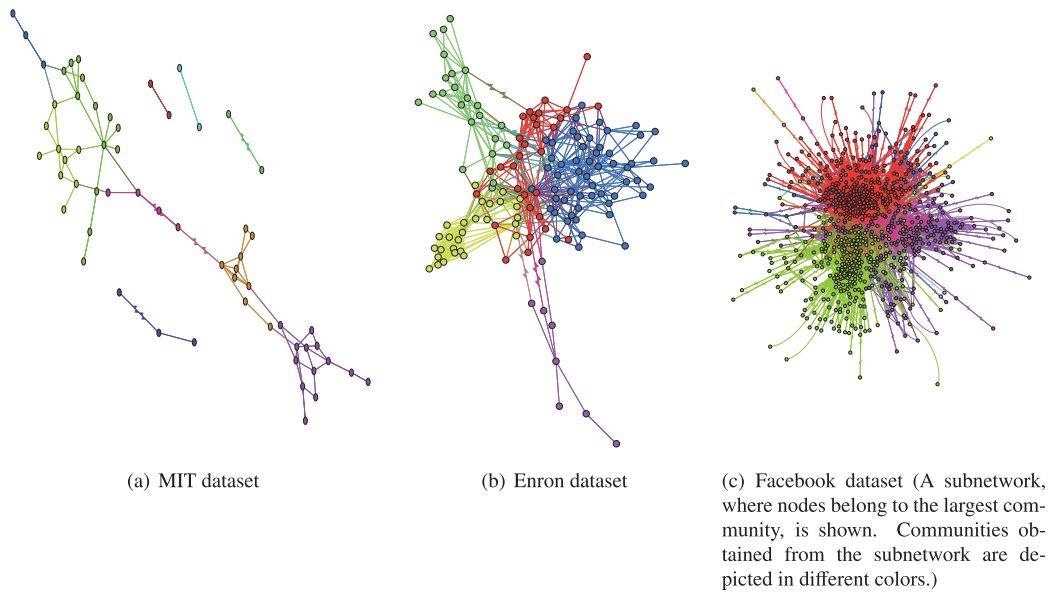 (a) MIT dataset
(b) Enron dataset
(c) Facebook dataset (A subnetwork,
where nodes belong to the largest com-
munity, is shown. Communities ob-
tained from the subnetwork are de-
picted in different colors.)